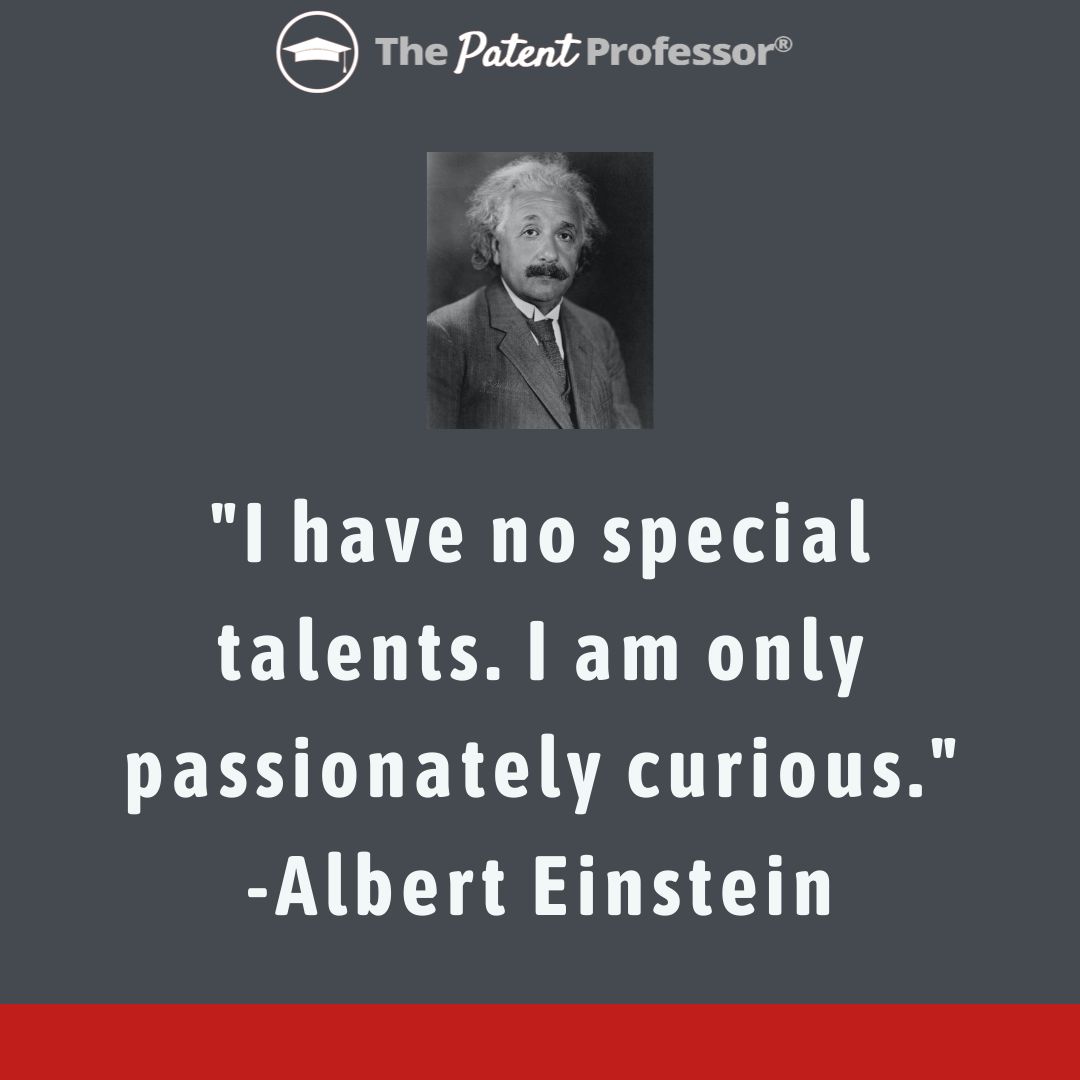 The Patent Professor®
"I have no special
talents. I am only
passionately curious."
-Albert Einstein